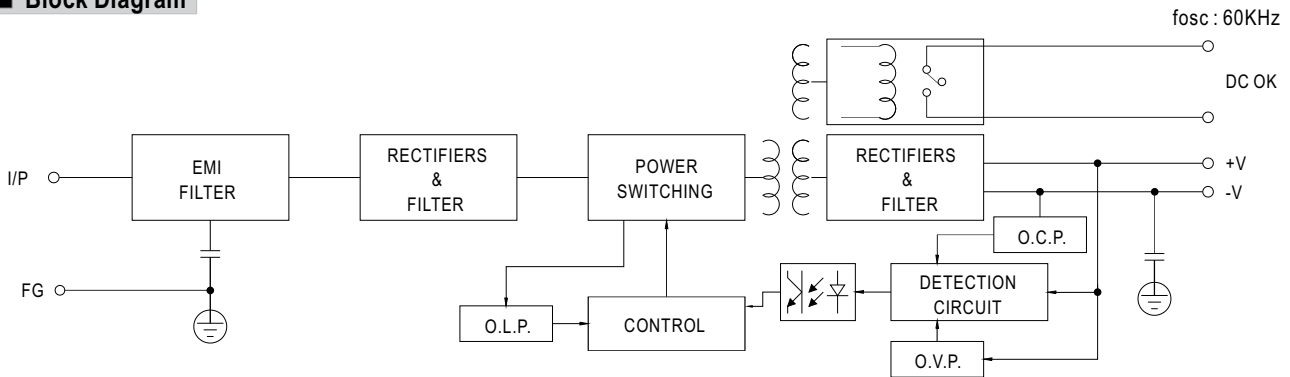 ■ Block Diagram
fosc : 60KHz
DC OK
I/P
EMI
FILTER
RECTIFIERS
&
FILTER
POWER
SWITCHING
RECTIFIERS
&
FILTER
+V
-V
O.C.P.
FG
O.L.P.
CONTROL
DETECTION
CIRCUIT
O.V.P.